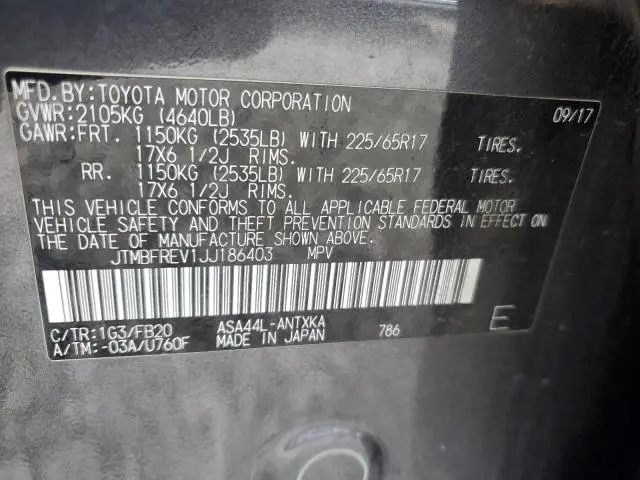 MFD. BY: TOYOTA MOTOR CORPORATION 09/17
GVWR: 2105KG (4640LB)
GAWR: FRT. 1150KG (2535LB) WITH 225/65R17 TIRES.
17X6 1/2J RIMS.
RR. 1150KG (2535LB) WITH 225/65R17 TIRES.
17X6 1/2J RIMS.
THIS VEHICLE CONFORMS TO ALL APPLICABLE FEDERAL MOTOR
VEHICLE SAFETY AND THEFT PREVENTION STANDARDS IN EFFECT ON
THE DATE OF MANUFACTURE SHOWN ABOVE.
JTMBFREV1JJ186403 MPV
C/TR: 1G3/FB20 ASA44L-ANTXKA 786 E
A/TM: -03A/U760F MADE IN JAPAN